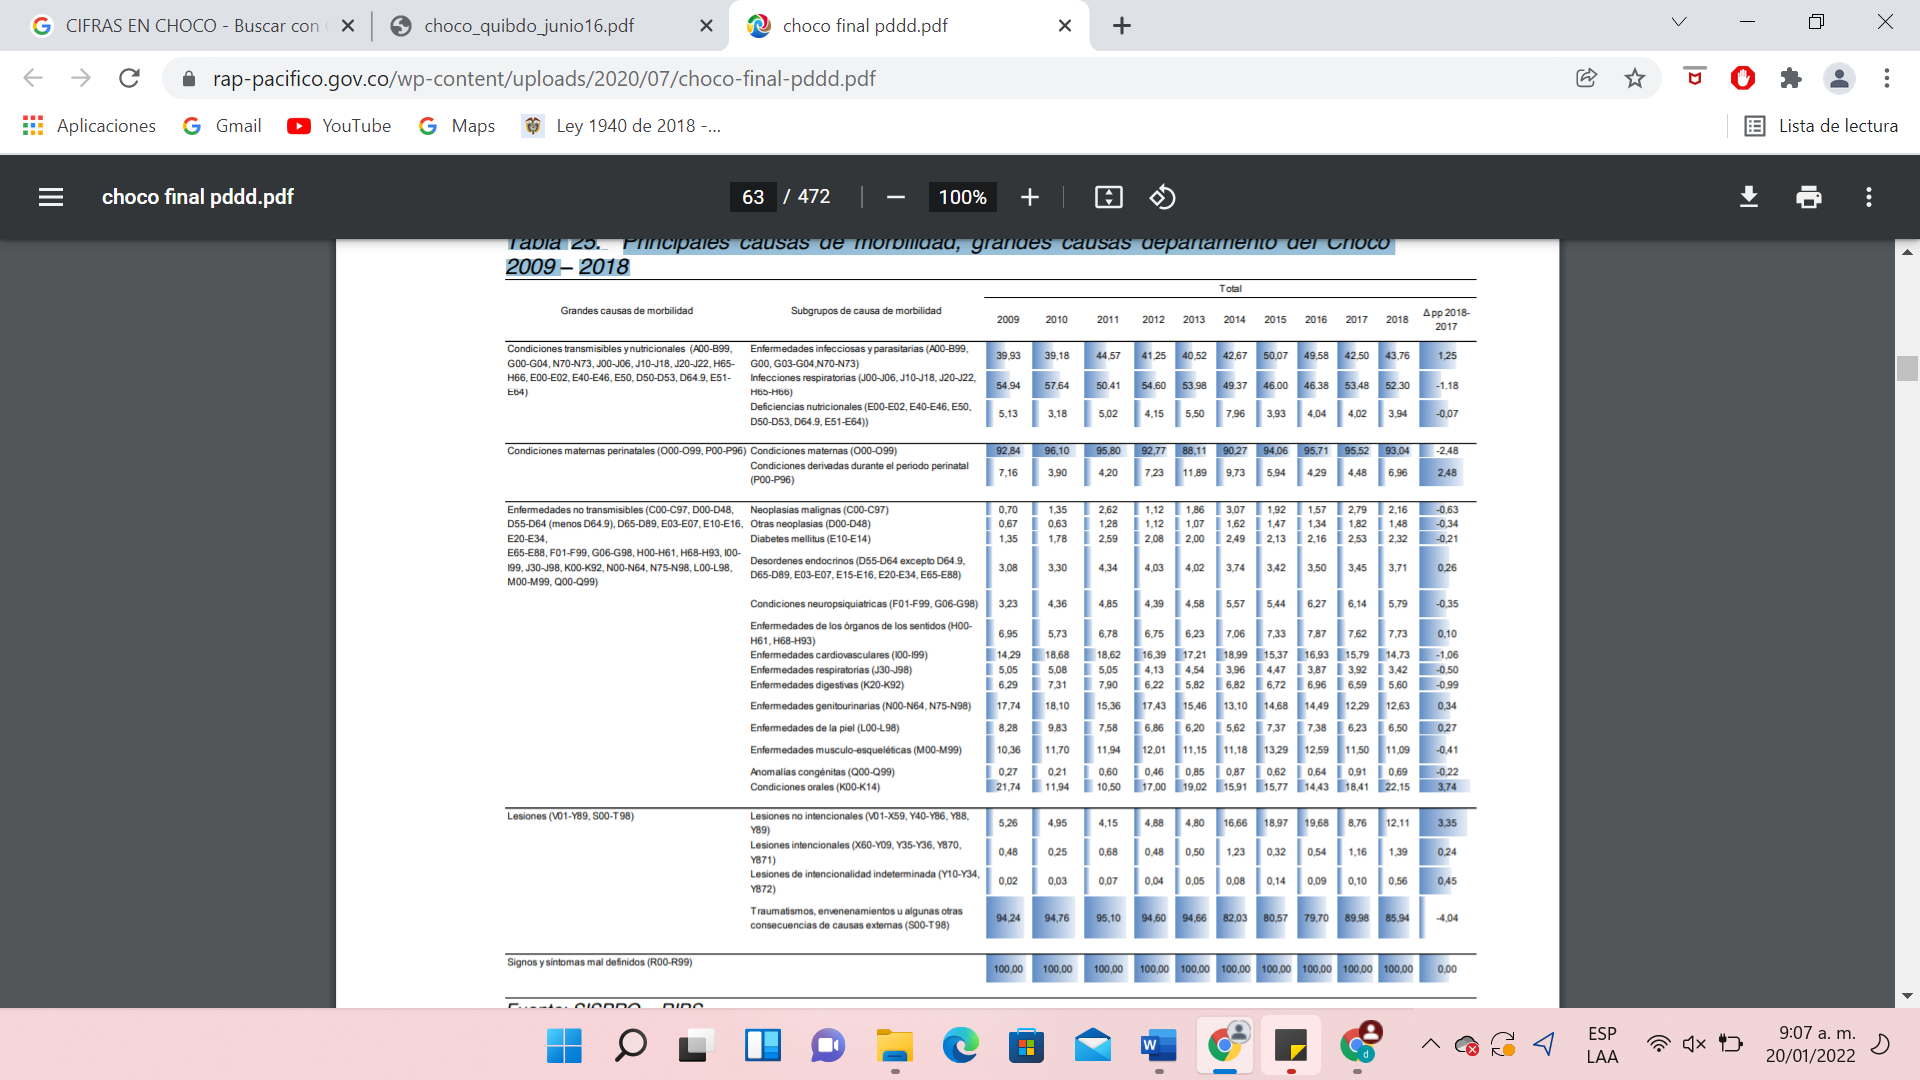 CIFRAS EN CHOCO - Buscar con
choco_quibdo_junio16.pdf
choco final pddd.pdf
rap-pacifico.gov.co/wp-content/uploads/2020/07/choco-final-pddd.pdf
Aplicaciones
Gmail
YouTube
Maps
Ley 1940 de 2018 -...
Lista de lectura
choco final pddd.pdf
63 / 472
100%
Tabla 25. Principales causas de morbilidad, grandes causas departamento del Choco
2009 – 2018
Total
Grandes causas de morbilidad Subgrupos de causa de morbilidad 2009 2010 2011 2012 2013 2014 2015 2016 2017 2018 Δ pp 2018-
2017
Condiciones transmisibles y nutricionales (A00-B99,
G00-G04, N70-N73, J00-J06, J10-J18, J20-J22, H65-
H66, E00-E02, E40-E46, E50, D50-D53, D64.9, E51-
E64)
Enfermedades infecciosas y parasitarias (A00-B99,
G00, G03-G04,N70-N73)
39,93 39,18 44,57 41,25 40,52 42,67 50,07 49,58 42,50 43,76 1,25
Infecciones respiratorias (J00-J06, J10-J18, J20-J22,
H65-H66)
54,94 57,64 50,41 54,60 53,98 49,37 46,00 46,38 53,48 52,30 -1,18
Deficiencias nutricionales (E00-E02, E40-E46, E50,
D50-D53, D64.9, E51-E64))
5,13 3,18 5,02 4,15 5,50 7,96 3,93 4,04 4,02 3,94 -0,07
Condiciones maternas perinatales (O00-O99, P00-P96) Condiciones maternas (O00-O99) 92,84 96,10 95,80 92,77 88,11 90,27 94,06 95,71 95,52 93,04 -2,48
Condiciones derivadas durante el periodo perinatal
(P00-P96)
7,16 3,90 4,20 7,23 11,89 9,73 5,94 4,29 4,48 6,96 2,48
Enfermedades no transmisibles (C00-C97, D00-D48,
D55-D64 (menos D64.9), D65-D89, E03-E07, E10-E16,
E20-E34,
E65-E88, F01-F99, G06-G98, H00-H61, H68-H93, I00-
I99, J30-J98, K00-K92, N00-N64, N75-N98, L00-L98,
M00-M99, Q00-Q99)
Neoplasias malignas (C00-C97) 0,70 1,35 2,62 1,12 1,86 3,07 1,92 1,57 2,79 2,16 -0,63
Otras neoplasias (D00-D48) 0,67 0,63 1,28 1,12 1,07 1,62 1,47 1,34 1,82 1,48 -0,34
Diabetes mellitus (E10-E14) 1,35 1,78 2,59 2,08 2,00 2,49 2,13 2,16 2,53 2,32 -0,21
Desordenes endocrinos (D55-D64 excepto D64.9,
D65-D89, E03-E07, E15-E16, E20-E34, E65-E88)
3,08 3,30 4,34 4,03 4,02 3,74 3,42 3,50 3,45 3,71 0,26
Condiciones neuropsiquiatricas (F01-F99, G06-G98) 3,23 4,36 4,85 4,39 4,58 5,57 5,44 6,27 6,14 5,79 -0,35
Enfermedades de los órganos de los sentidos (H00-
H61, H68-H93)
6,95 5,73 6,78 6,75 6,23 7,06 7,33 7,87 7,62 7,73 0,10
Enfermedades cardiovasculares (I00-I99) 14,29 18,68 18,62 16,39 17,21 18,99 15,37 16,93 15,79 14,73 -1,06
Enfermedades respiratorias (J30-J98) 5,05 5,08 5,05 4,13 4,54 3,96 4,47 3,87 3,92 3,42 -0,50
Enfermedades digestivas (K20-K92) 6,29 7,31 7,90 6,22 5,82 6,82 6,72 6,96 6,59 5,60 -0,99
Enfermedades genitourinarias (N00-N64, N75-N98) 17,74 18,10 15,36 17,43 15,46 13,10 14,68 14,49 12,29 12,63 0,34
Enfermedades de la piel (L00-L98) 8,28 9,83 7,58 6,86 6,20 5,62 7,37 7,38 6,23 6,50 0,27
Enfermedades musculo-esqueléticas (M00-M99) 10,36 11,70 11,94 12,01 11,15 11,18 13,29 12,59 11,50 11,09 -0,41
Anomalías congénitas (Q00-Q99) 0,27 0,21 0,60 0,46 0,85 0,87 0,62 0,64 0,91 0,69 -0,22
Condiciones orales (K00-K14) 21,74 11,94 10,50 17,00 19,02 15,91 15,77 14,43 18,41 22,15 3,74
Lesiones (V01-Y89, S00-T98)
Lesiones no intencionales (V01-X59, Y40-Y86, Y88,
Y89)
5,26 4,95 4,15 4,88 4,80 16,66 18,97 19,68 8,76 12,11 3,35
Lesiones intencionales (X60-Y09, Y35-Y36, Y870,
Y871)
0,48 0,25 0,68 0,48 0,50 1,23 0,32 0,54 1,16 1,39 0,24
Lesiones de intencionalidad indeterminada (Y10-Y34,
Y872)
0,02 0,03 0,07 0,04 0,05 0,08 0,14 0,09 0,10 0,56 0,45
Traumatismos, envenenamientos u algunas otras
consecuencias de causas externas (S00-T98)
94,24 94,76 95,10 94,60 94,66 82,03 80,57 79,70 89,98 85,94 -4,04
Signos y síntomas mal definidos (R00-R99) 100,00 100,00 100,00 100,00 100,00 100,00 100,00 100,00 100,00 100,00 0,00
Fuente: SISPRO – RIPS
ESP
LAA
9:07 a. m.
20/01/2022